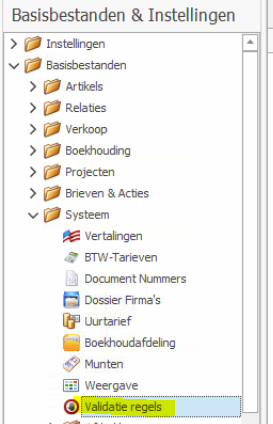 Basisbestanden & Instellingen
Instellingen
Basisbestanden
Artikels
Relaties
Verkoop
Boekhouding
Projecten
Brieven & Acties
Systeem
Vertalingen
BTW-Tarieven
Document Nummers
Dossier Firma's
Uurtarief
Boekhoudafdeling
Munten
Weergave
Validatie regels